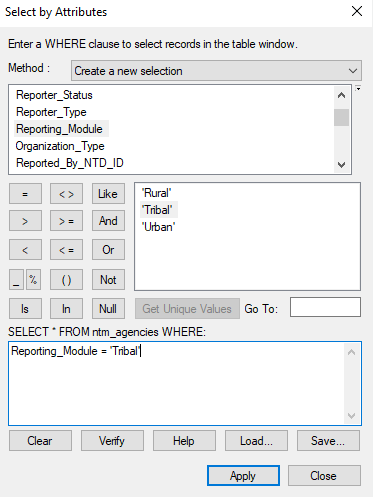 Select by Attributes
Enter a WHERE clause to select records in the table window.
Method : Create a new selection
Reporter_Status
Reporter_Type
Reporting_Module
Organization_Type
Reported_By_NTD_ID
= < > Like
> > = And
< < = Or
_ % ( ) Not
Is In Null
'Rural'
'Tribal'
'Urban'
Get Unique Values Go To:
SELECT * FROM ntm_agencies WHERE:
Reporting_Module = 'Tribal'
Clear Verify Help Load... Save...
Apply Close